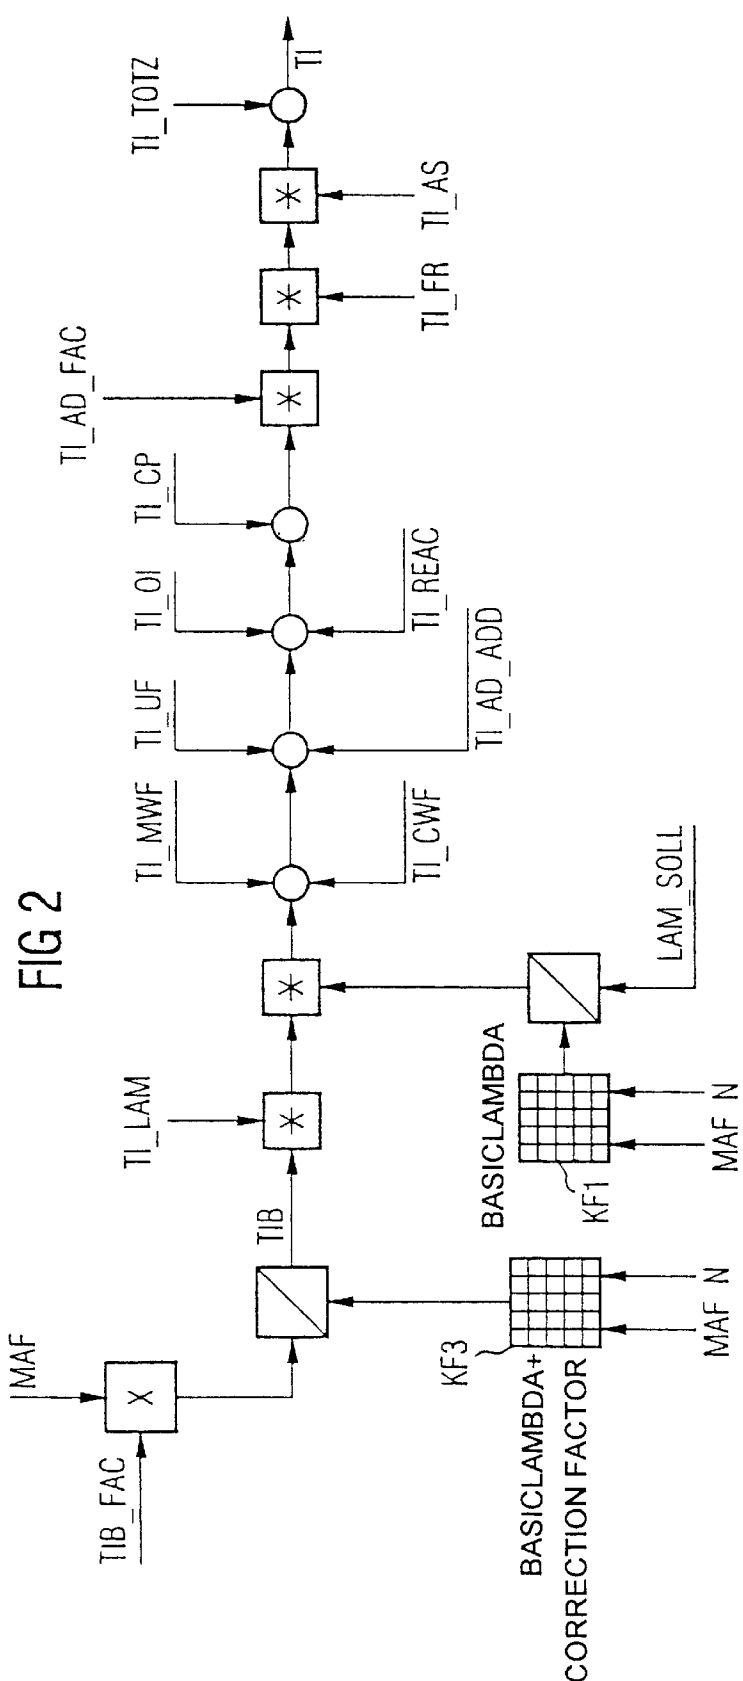 FIG 2
MAF
TIB_FAC
X
TIB
TI_LAM
*
*
TI_MWF
TI_CWF
TI_UF
TI_AD_ADD
TI_OI
TI_REAC
TI_CP
TI_AD_FAC
*
TI_FR
*
TI_AS
*
TI_TOTZ
TI
KF3
BASICLAMBDA+
CORRECTION FACTOR
MAF N
BASICLAMBDA
KF1
MAF N
LAM_SOLL